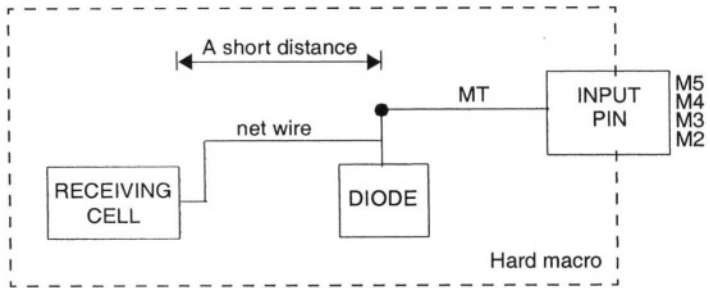 A short distance
MT
INPUT
PIN
M5
M4
M3
M2
net wire
RECEIVING
CELL
DIODE
Hard macro